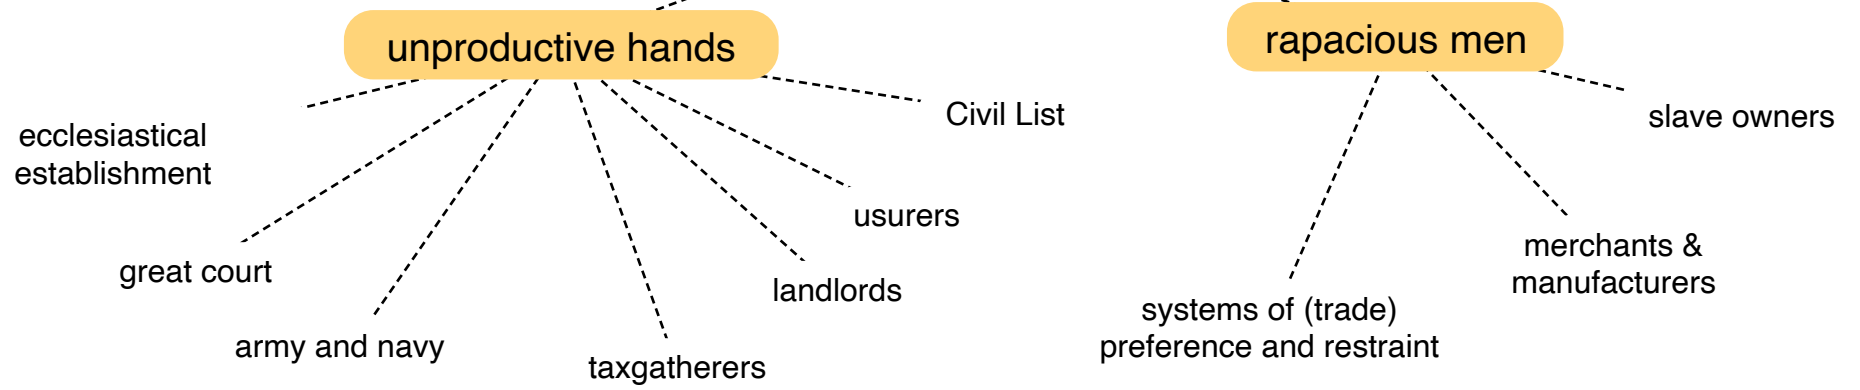 unproductive hands
ecclesiastical
establishment
great court
army and navy
taxgatherers
landlords
usurers
Civil List
rapacious men
systems of (trade)
preference and restraint
merchants &
manufacturers
slave owners